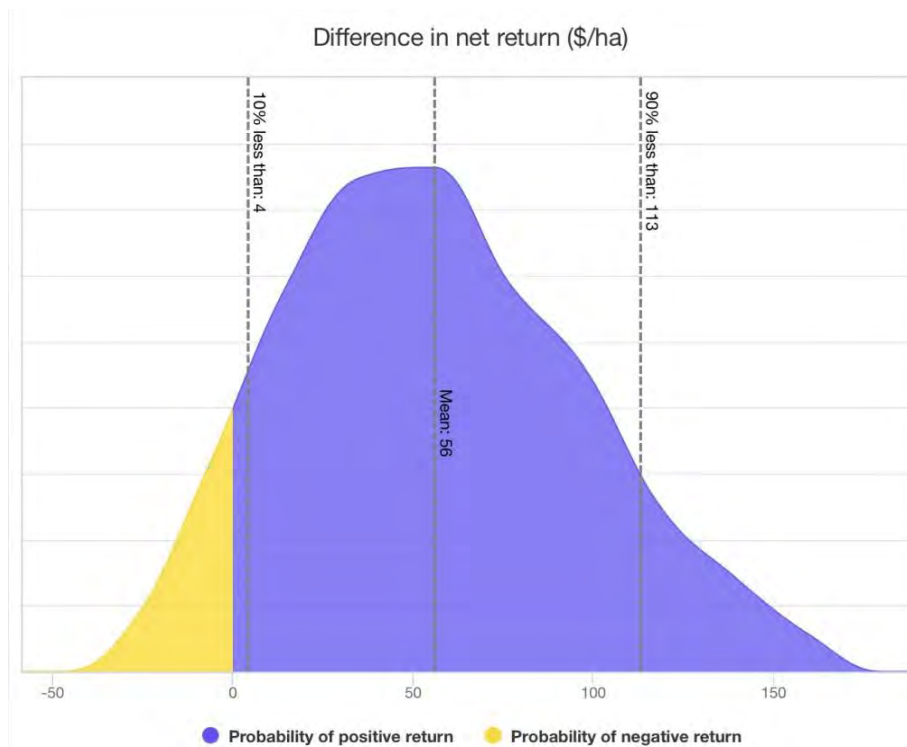 Difference in net return ($/ha)
10% less than: 4
Mean: 56
90% less than: 113
-50 0 50 100 150
Probability of positive return Probability of negative return